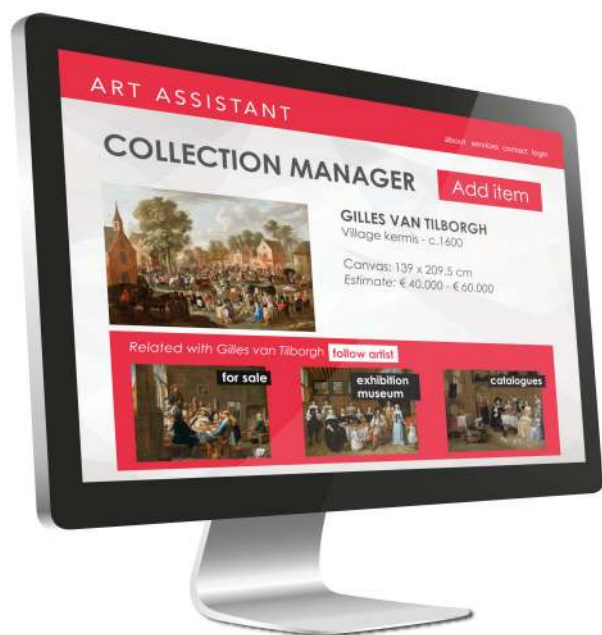 ART ASSISTANT
about services contact login
COLLECTION MANAGER
Add item
GILLES VAN TILBORGH
Village kermis - c.1600
Canvas: 139 x 209.5 cm
Estimate: € 40.000 - € 60.000
Related with Gilles van Tilborgh follow artist
for sale
exhibition
museum
catalogues